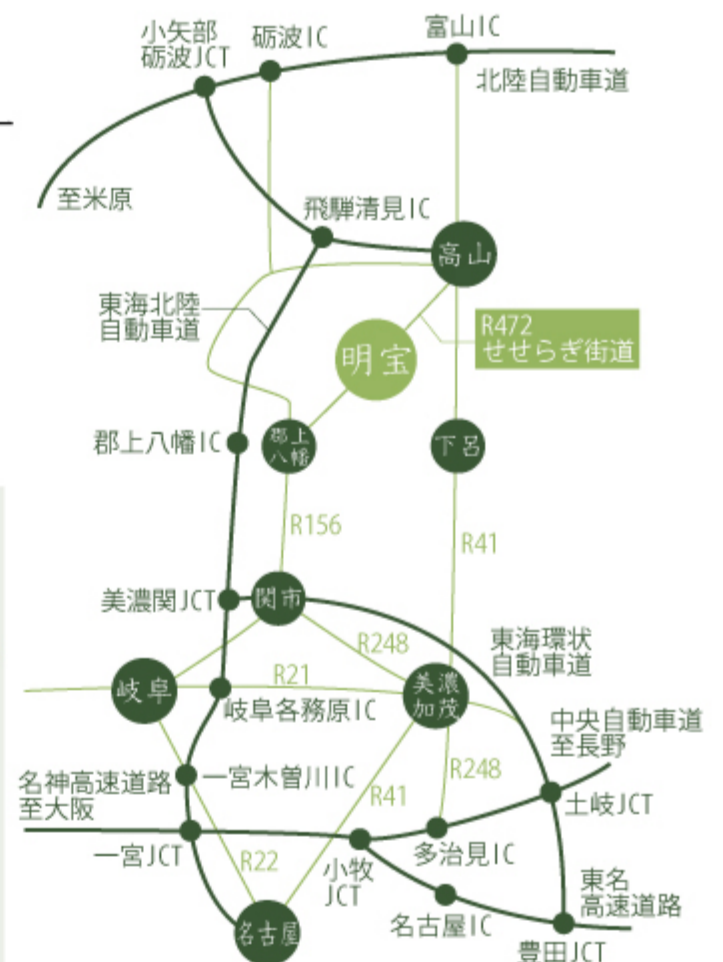 小矢部
砺波JCT
砺波IC
富山IC
北陸自動車道
至米原
飛騨清見IC
高山
東海北陸
自動車道
R472
せせらぎ街道
明宝
郡上八幡IC
郡上
八幡
下呂
R156
R41
美濃関JCT
関市
東海環状
自動車道
R248
R21
岐阜
美濃
加茂
岐阜各務原IC
中央自動車道
至長野
名神高速道路
至大阪
一宮木曽川IC
R41
R248
土岐JCT
一宮JCT
R22
小牧
JCT
多治見IC
東名
高速道路
名古屋IC
名古屋
豊田JCT